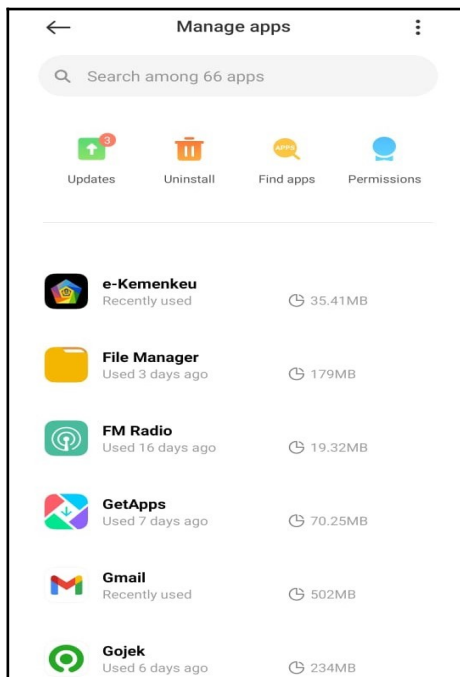 Manage apps
Search among 66 apps
3
APPS
Updates Uninstall Find apps Permissions
e-Kemenkeu
Recently used 35.41MB
File Manager
Used 3 days ago 179MB
FM Radio
Used 16 days ago 19.32MB
GetApps
Used 7 days ago 70.25MB
Gmail
Recently used 502MB
Gojek
Used 6 days ago 234MB